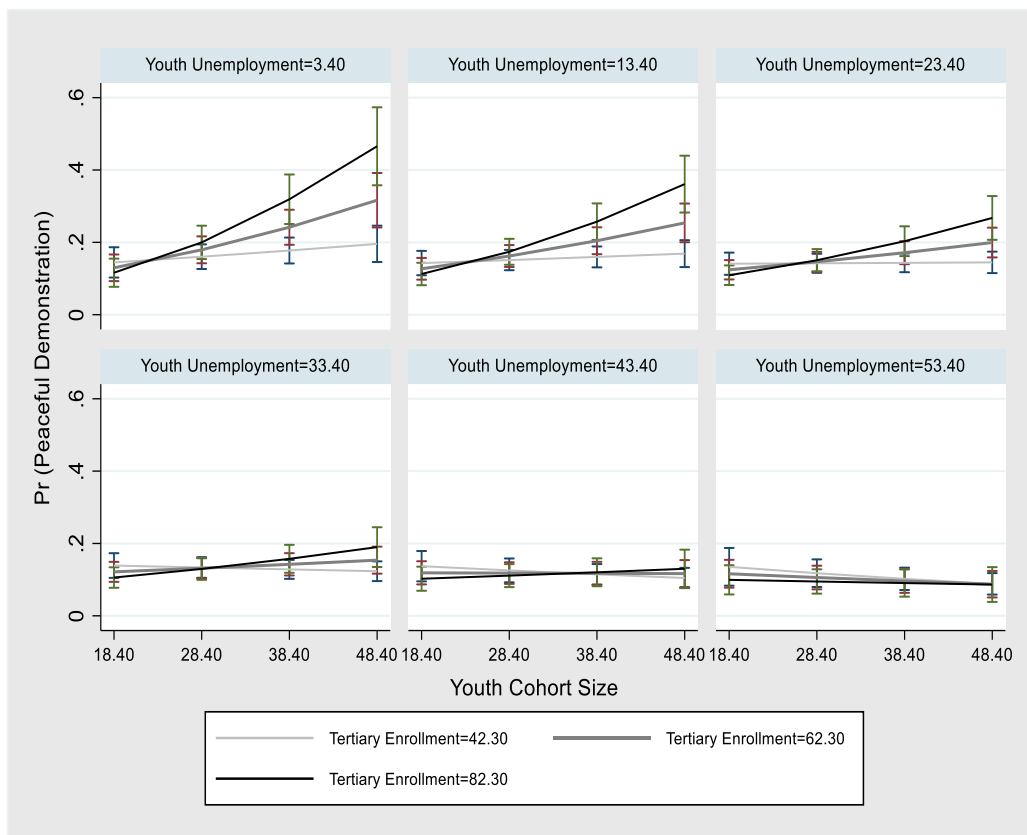 Youth Unemployment=3.40 Youth Unemployment=13.40 Youth Unemployment=23.40
.6
.4
.2
0
Youth Unemployment=33.40 Youth Unemployment=43.40 Youth Unemployment=53.40
.6
.4
.2
0
Pr (Peaceful Demonstration)
18.40 28.40 38.40 48.40 18.40 28.40 38.40 48.40 18.40 28.40 38.40 48.40
Youth Cohort Size
Tertiary Enrollment=42.30 Tertiary Enrollment=62.30
Tertiary Enrollment=82.30